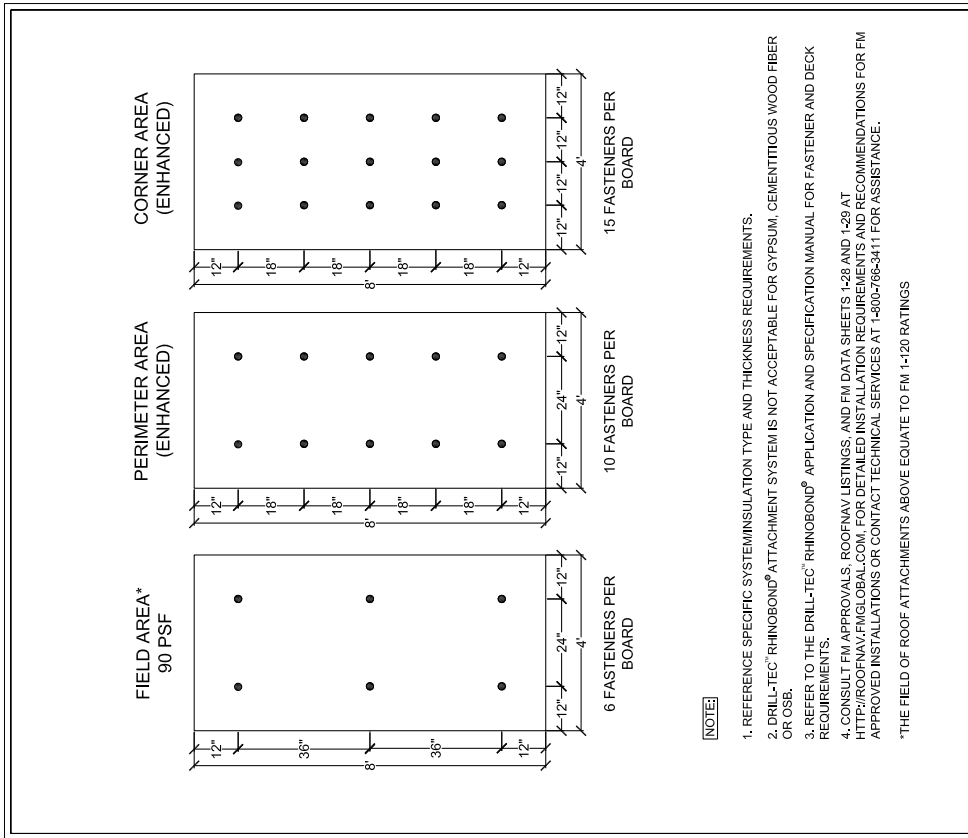 FIELD AREA*
90 PSF
12"
36"
36"
12"
8'
12" 24" 12"
4'
6 FASTENERS PER
BOARD
PERIMETER AREA
(ENHANCED)
12"
18"
18"
18"
18"
12"
8'
12" 24" 12"
4'
10 FASTENERS PER
BOARD
CORNER AREA
(ENHANCED)
12"
18"
18"
18"
18"
12"
8'
12" 12" 12" 12"
4'
15 FASTENERS PER
BOARD
NOTE:
1. REFERENCE SPECIFIC SYSTEM/INSULATION TYPE AND THICKNESS REQUIREMENTS.
2. DRILL-TEC™ RHINOBOND® ATTACHMENT SYSTEM IS NOT ACCEPTABLE FOR GYPSUM, CEMENTITIOUS WOOD FIBER
OR OSB.
3. REFER TO THE DRILL-TEC™ RHINOBOND® APPLICATION AND SPECIFICATION MANUAL FOR FASTENER AND DECK
REQUIREMENTS.
4. CONSULT FM APPROVALS, ROOFNAV LISTINGS, AND FM DATA SHEETS 1-28 AND 1-29 AT
HTTP://ROOFNAV.FMGLOBAL.COM, FOR DETAILED INSTALLATION REQUIREMENTS AND RECOMMENDATIONS FOR FM
APPROVED INSTALLATIONS OR CONTACT TECHNICAL SERVICES AT 1-800-766-3411 FOR ASSISTANCE.
*THE FIELD OF ROOF ATTACHMENTS ABOVE EQUATE TO FM 1-120 RATINGS